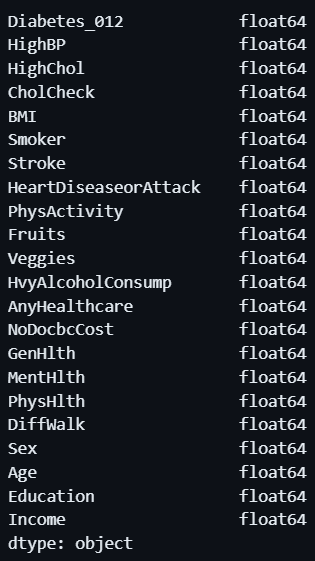 Diabetes_012 float64
HighBP float64
HighChol float64
CholCheck float64
BMI float64
Smoker float64
Stroke float64
HeartDiseaseorAttack float64
PhysActivity float64
Fruits float64
Veggies float64
HvyAlcoholConsump float64
AnyHealthcare float64
NoDocbcCost float64
GenHlth float64
MentHlth float64
PhysHlth float64
DiffWalk float64
Sex float64
Age float64
Education float64
Income float64
dtype: object